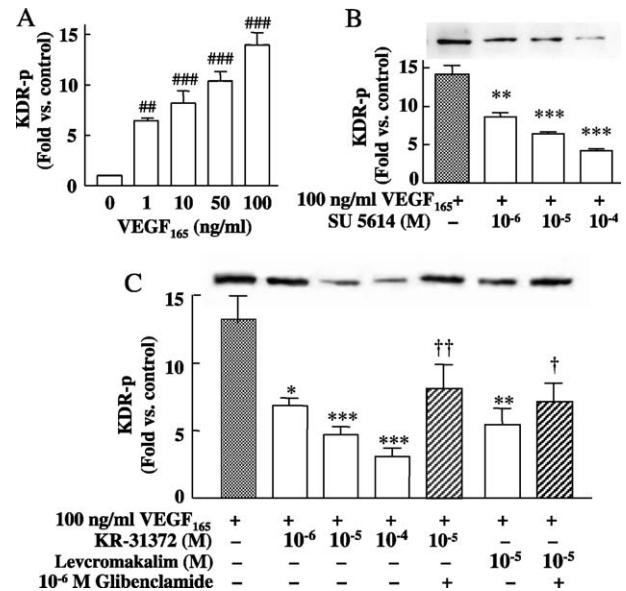 A
KDR-p
(Fold vs. control)
15
10
5
0
##
###
###
###
0 1 10 50 100
VEGF₁₆₅ (ng/ml)
B
KDR-p
(Fold vs. control)
15
10
5
0
**
***
***
100 ng/ml VEGF₁₆₅ + + + +
SU 5614 (M) – 10⁻⁶ 10⁻⁵ 10⁻⁴
C
KDR-p
(Fold vs. control)
15
10
5
0
*
***
***
††
**
†
100 ng/ml VEGF₁₆₅ + + + + + + +
KR-31372 (M) – 10⁻⁶ 10⁻⁵ 10⁻⁴ 10⁻⁵ – –
Levcromakalim (M) – – – – – 10⁻⁵ 10⁻⁵
10⁻⁶ M Glibenclamide – – – – + – +